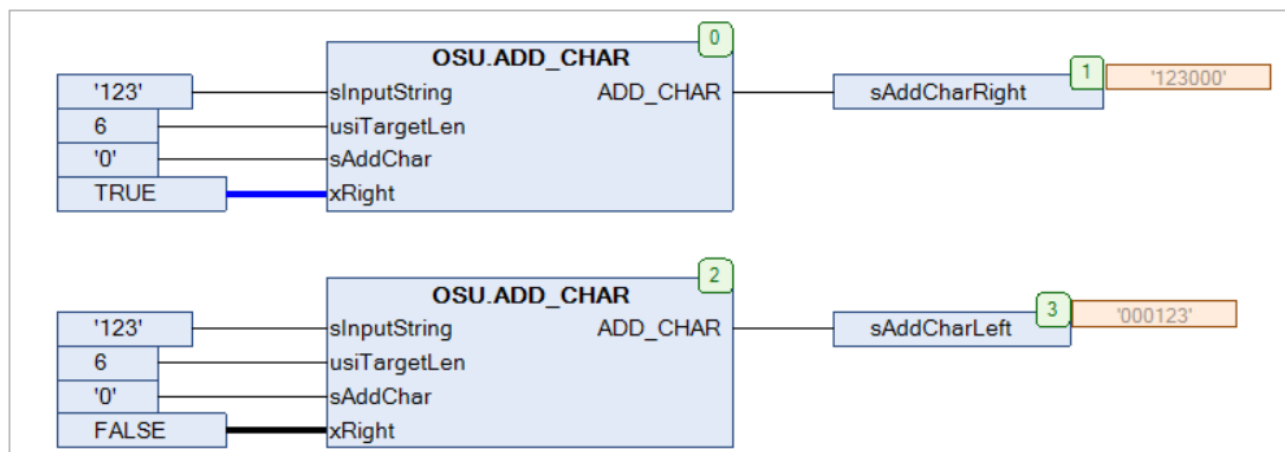 0
OSU.ADD_CHAR
'123' sInputString ADD_CHAR sAddCharRight 1 '123000'
6 usiTargetLen
'0' sAddChar
TRUE xRight
2
OSU.ADD_CHAR
'123' sInputString ADD_CHAR sAddCharLeft 3 '000123'
6 usiTargetLen
'0' sAddChar
FALSE xRight